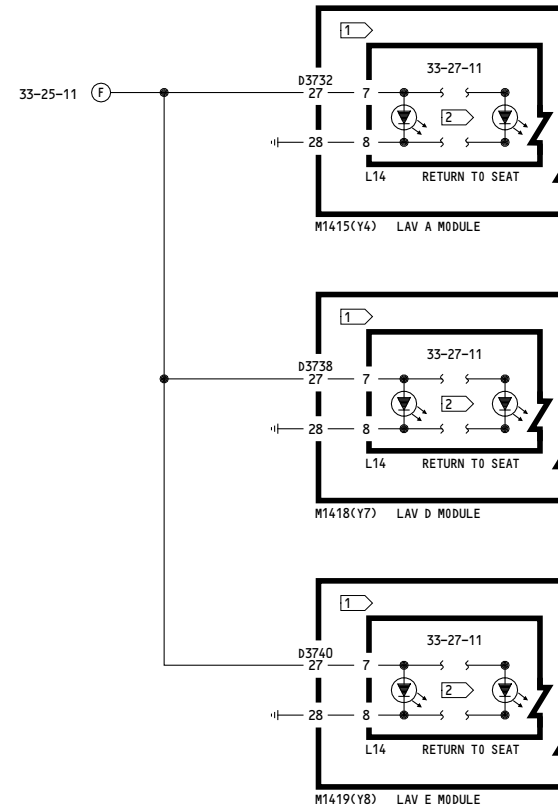 1
33-27-11
D3732
33-25-11 F 27 7
2
28 8
L14 RETURN TO SEAT
M1415(Y4) LAV A MODULE
1
33-27-11
D3738
27 7
2
28 8
L14 RETURN TO SEAT
M1418(Y7) LAV D MODULE
1
33-27-11
D3740
27 7
2
28 8
L14 RETURN TO SEAT
M1419(Y8) LAV E MODULE